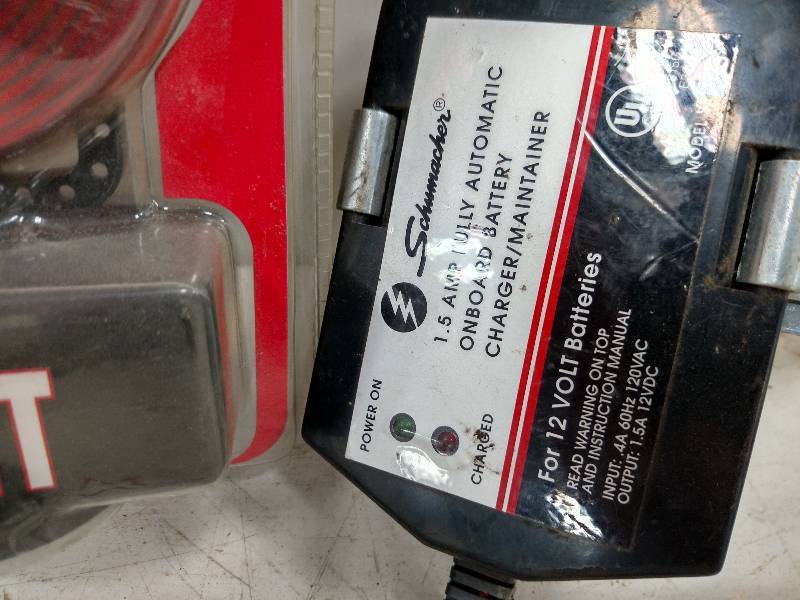 Schumacher®
1.5 AMP FULLY AUTOMATIC
ONBOARD BATTERY
CHARGER/MAINTAINER
POWER ON
CHARGED
For 12 VOLT Batteries
READ WARNING ON TOP
AND INSTRUCTION MANUAL
INPUT: .4A 60HZ 120VAC
OUTPUT: 1.5A 12VDC
UL
MODEL